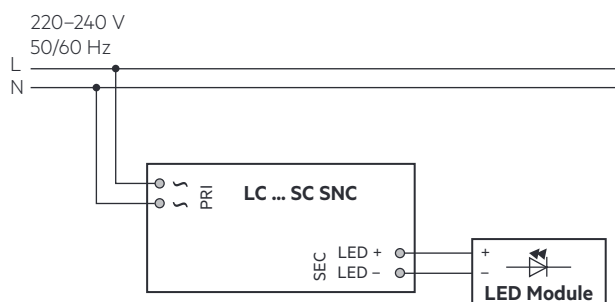 220–240 V
50/60 Hz
L
N
~ PRI
~
LC ... SC SNC
SEC
LED +
LED –
+
–
LED Module